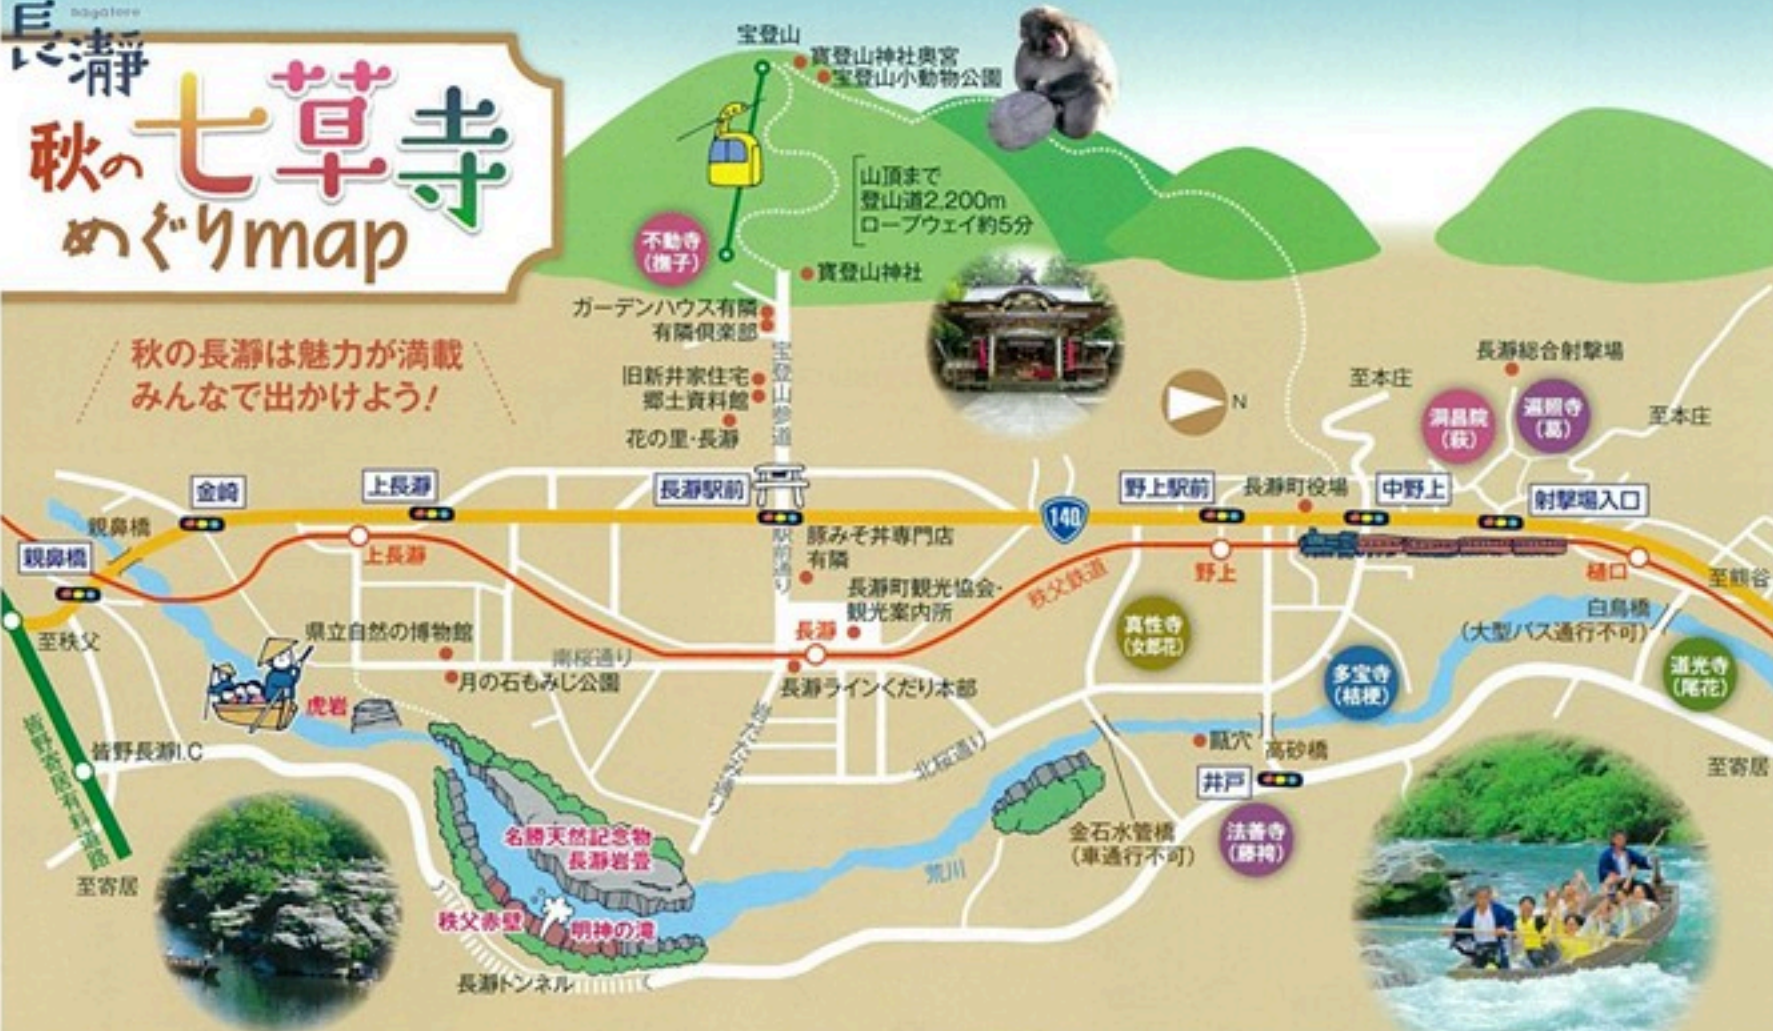 nagatoro
長瀞
秋の七草寺
めぐりmap
秋の長瀞は魅力が満載
みんなで出かけよう!
宝登山
寳登山神社奥宮
宝登山小動物公園
山頂まで
登山道2,200m
ロープウェイ約5分
不動寺
(撫子)
寳登山神社
ガーデンハウス有隣
有隣倶楽部
旧新井家住宅
郷土資料館
花の里・長瀞
宝登山参道
N
長瀞総合射撃場
至本庄
洞昌院
(萩)
遍照寺
(葛)
至本庄
金崎
上長瀞
長瀞駅前
140
野上駅前
長瀞町役場
中野上
射撃場入口
親鼻橋
親鼻橋
上長瀞
駅前通り
豚みそ丼専門店
有隣
長瀞町観光協会・
観光案内所
秩父鉄道
野上
樋口
至熊谷
白鳥橋
(大型バス通行不可)
至秩父
県立自然の博物館
月の石もみじ公園
南桜通り
長瀞
長瀞ラインくだり本部
真性寺
(女郎花)
多宝寺
(桔梗)
道光寺
(尾花)
虎岩
皆野長瀞I.C
皆野寄居有料道路
至寄居
岩だたみ通り
北桜通り
甌穴
高砂橋
井戸
至寄居
金石水管橋
(車通行不可)
法善寺
(藤袴)
荒川
名勝天然記念物
長瀞岩畳
秩父赤壁
明神の滝
長瀞トンネル